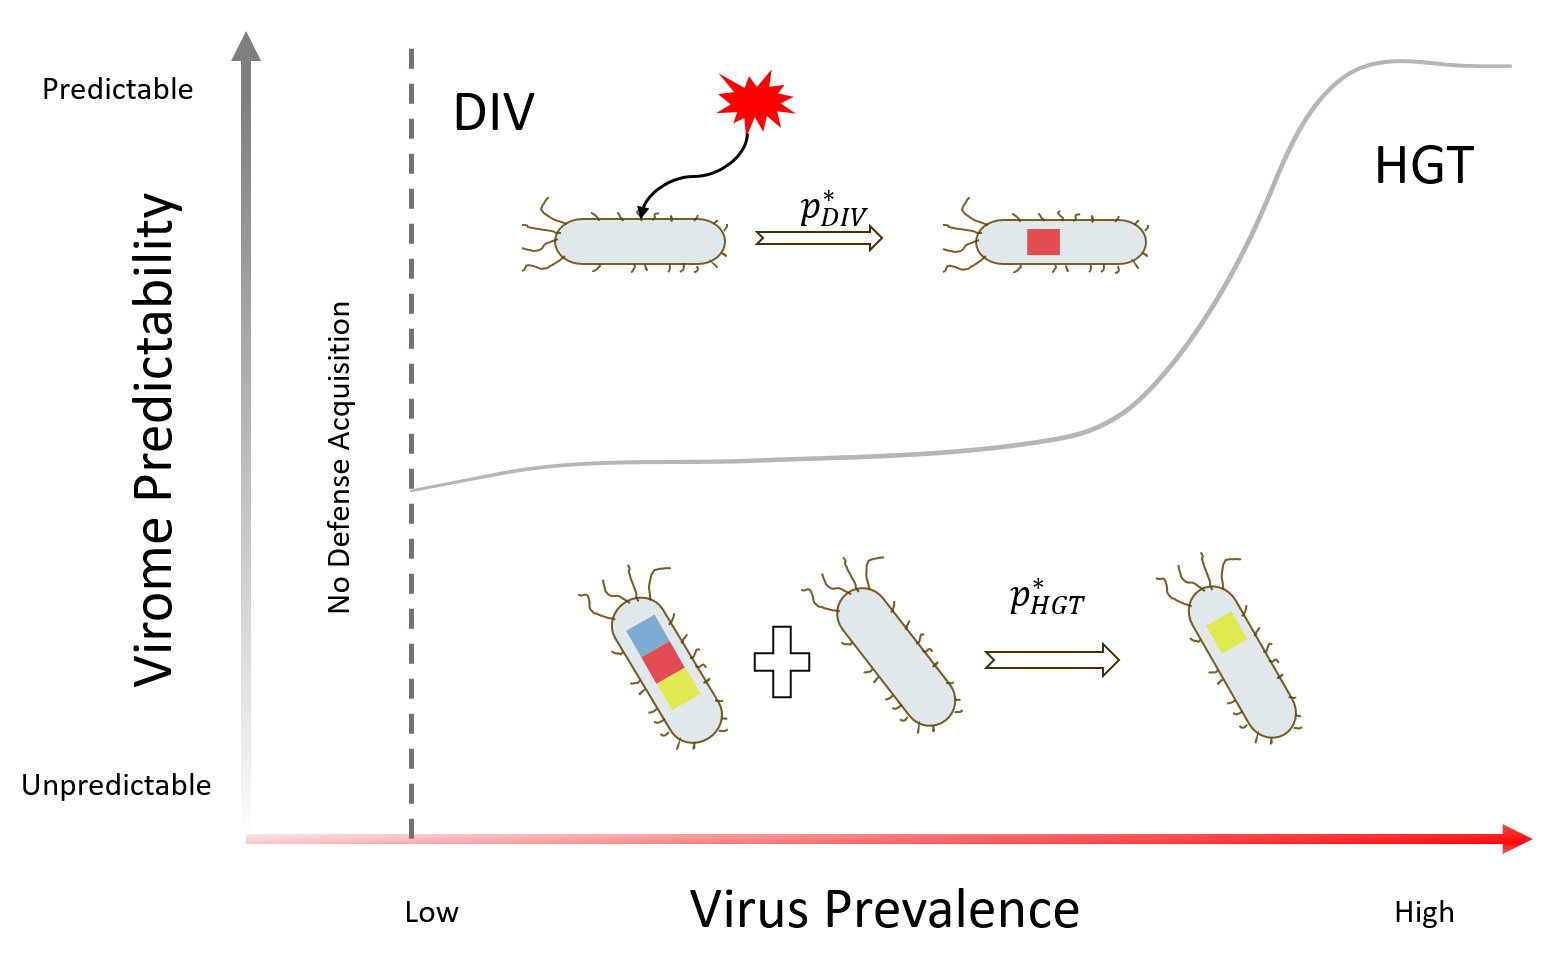 Predictable
DIV
HGT
p*DIV
Virome Predictability
No Defense Acquisition
p*HGT
Unpredictable
Low
Virus Prevalence
High